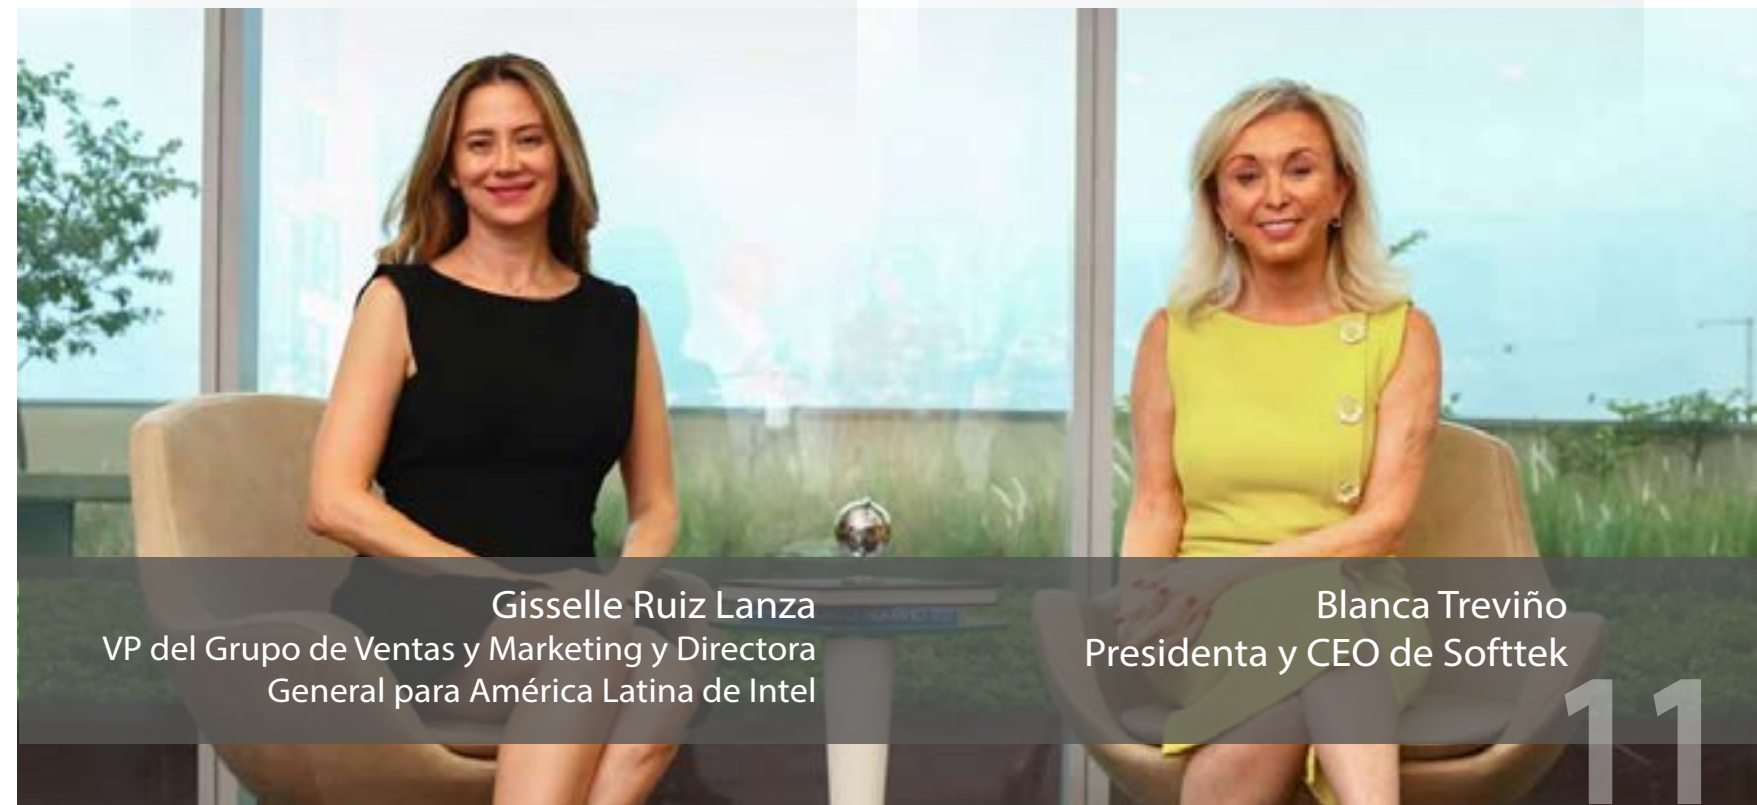 Gisselle Ruiz Lanza
VP del Grupo de Ventas y Marketing y Directora
General para América Latina de Intel
Blanca Treviño
Presidenta y CEO de Softtek
11